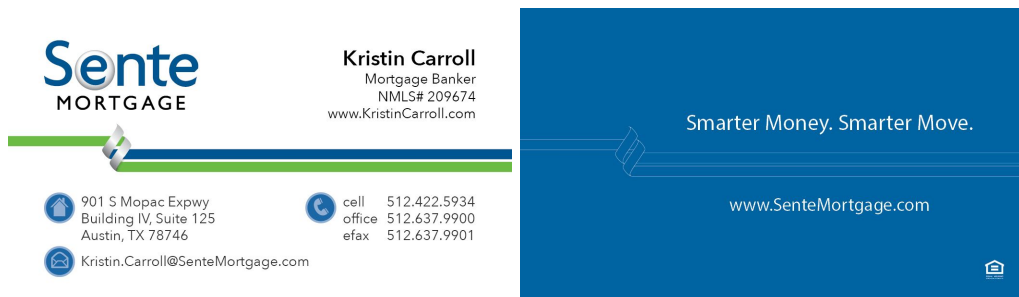 Sente
MORTGAGE
Kristin Carroll
Mortgage Banker
NMLS# 209674
www.KristinCarroll.com
901 S Mopac Expwy
Building IV, Suite 125
Austin, TX 78746
cell 512.422.5934
office 512.637.9900
efax 512.637.9901
Kristin.Carroll@SenteMortgage.com
Smarter Money. Smarter Move.
www.SenteMortgage.com